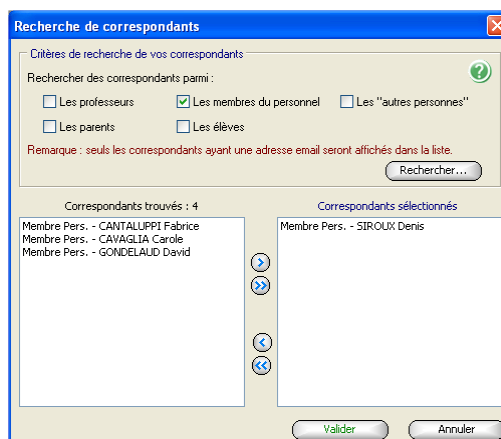 Recherche de correspondants
Critères de recherche de vos correspondants
Rechercher des correspondants parmi :
Les professeurs
Les membres du personnel
Les "autres personnes"
Les parents
Les élèves
Remarque : seuls les correspondants ayant une adresse email seront affichés dans la liste.
Rechercher...
Correspondants trouvés : 4
Correspondants sélectionnés
Membre Pers. - CANTALUPPI Fabrice
Membre Pers. - CAVAGLIA Carole
Membre Pers. - GONDELAUD David
Membre Pers. - SIROUX Denis
Valider
Annuler